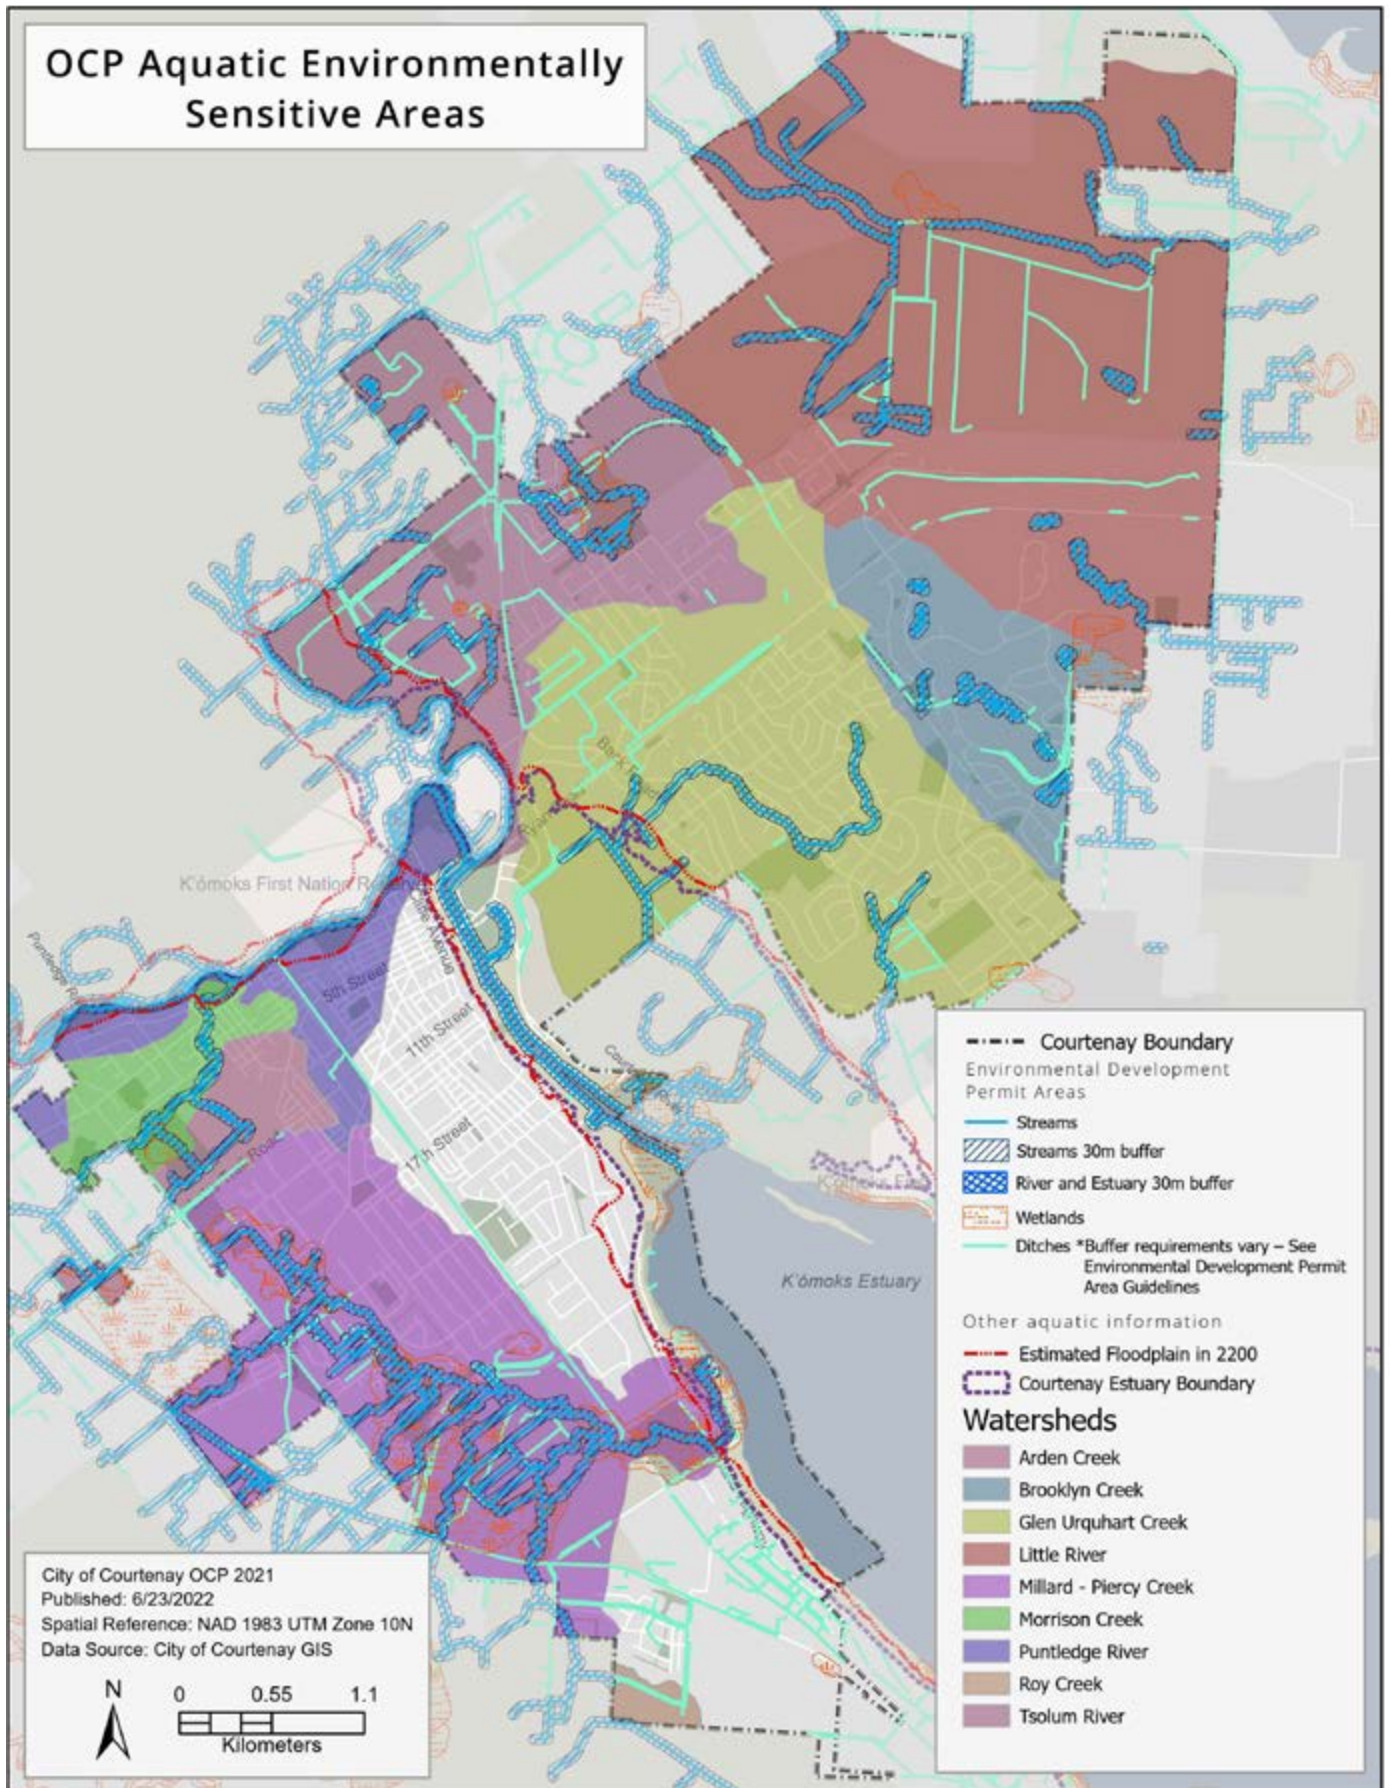 OCP Aquatic Environmentally
Sensitive Areas
K'ómoks First Nation Reserve
5th Street
11th Street
17th Street
Road
K'ómoks Estuary
Courtenay Boundary
Environmental Development
Permit Areas
Streams
Streams 30m buffer
River and Estuary 30m buffer
Wetlands
Ditches *Buffer requirements vary – See
Environmental Development Permit
Area Guidelines
Other aquatic information
Estimated Floodplain in 2200
Courtenay Estuary Boundary
Watersheds
Arden Creek
Brooklyn Creek
Glen Urquhart Creek
Little River
Millard - Piercy Creek
Morrison Creek
Puntledge River
Roy Creek
Tsolum River
City of Courtenay OCP 2021
Published: 6/23/2022
Spatial Reference: NAD 1983 UTM Zone 10N
Data Source: City of Courtenay GIS
N
0 0.55 1.1
Kilometers